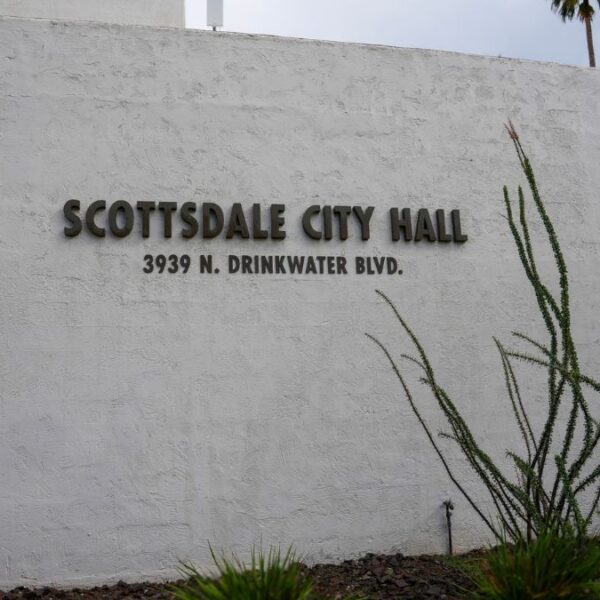 SCOTTSDALE CITY HALL
3939 N. DRINKWATER BLVD.